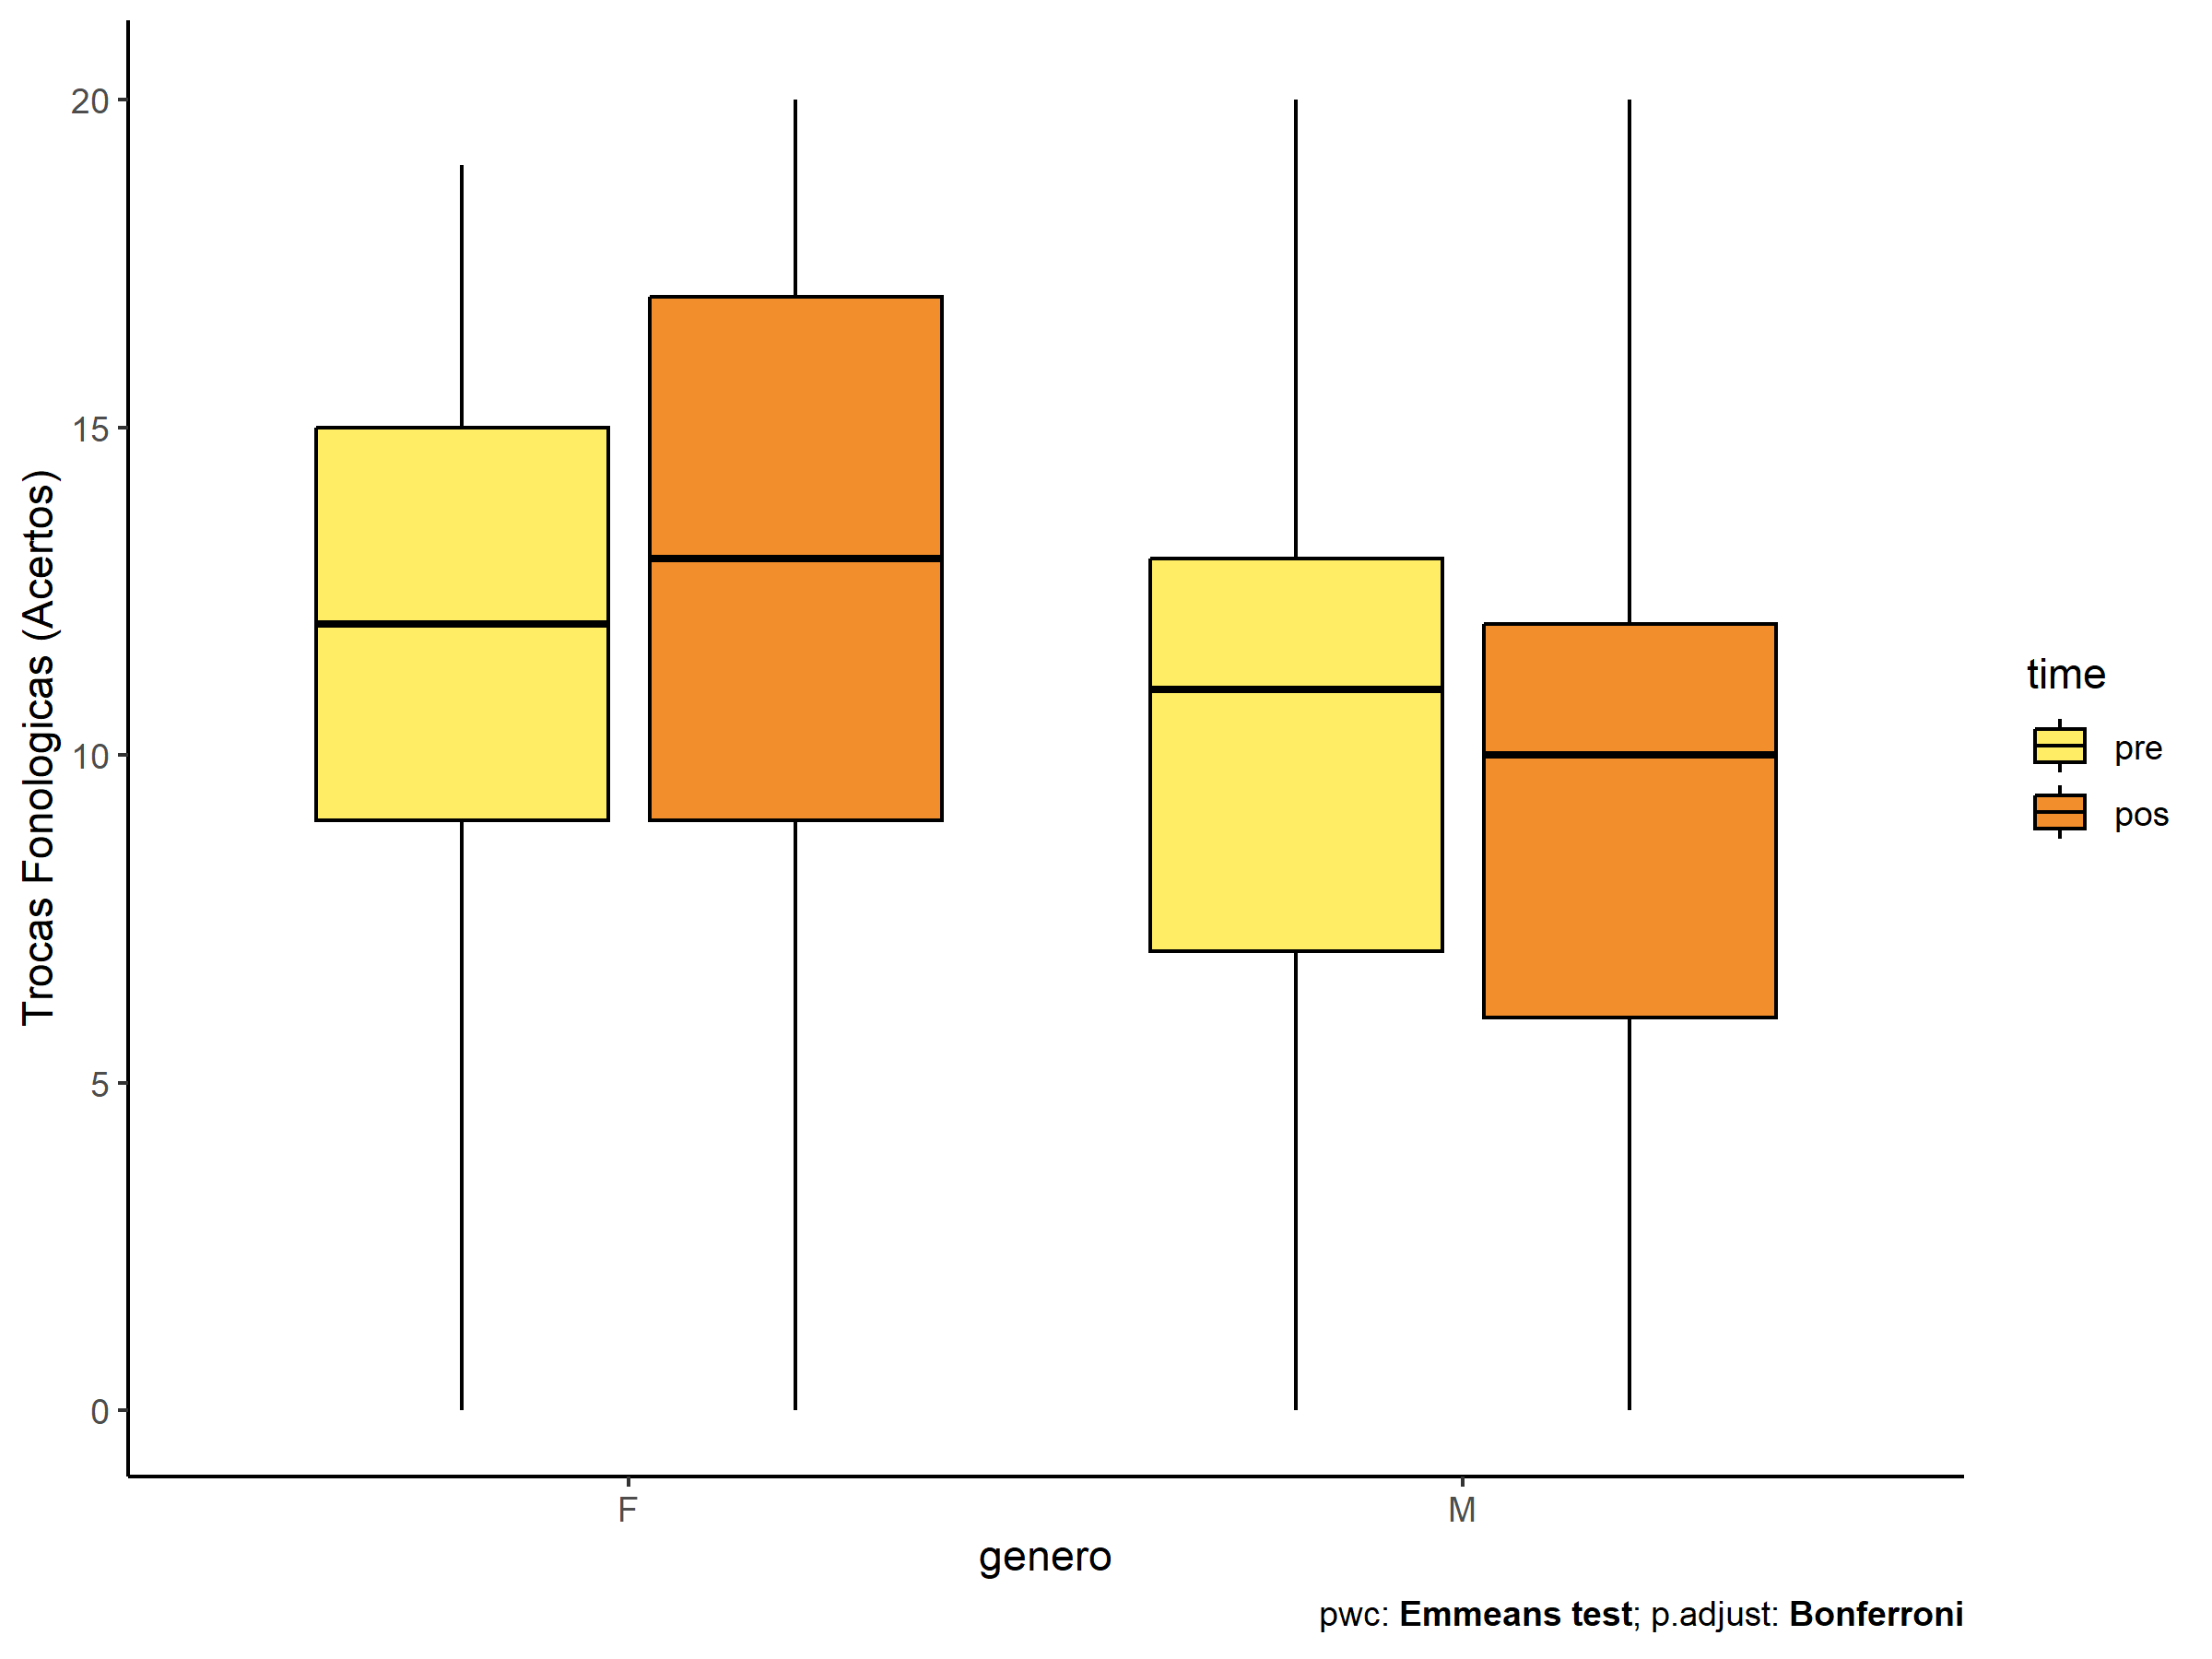 Trocas Fonologicas (Acertos)
20
15
10
5
0
F
M
genero
time
pre
pos
pwc: Emmeans test; p.adjust: Bonferroni